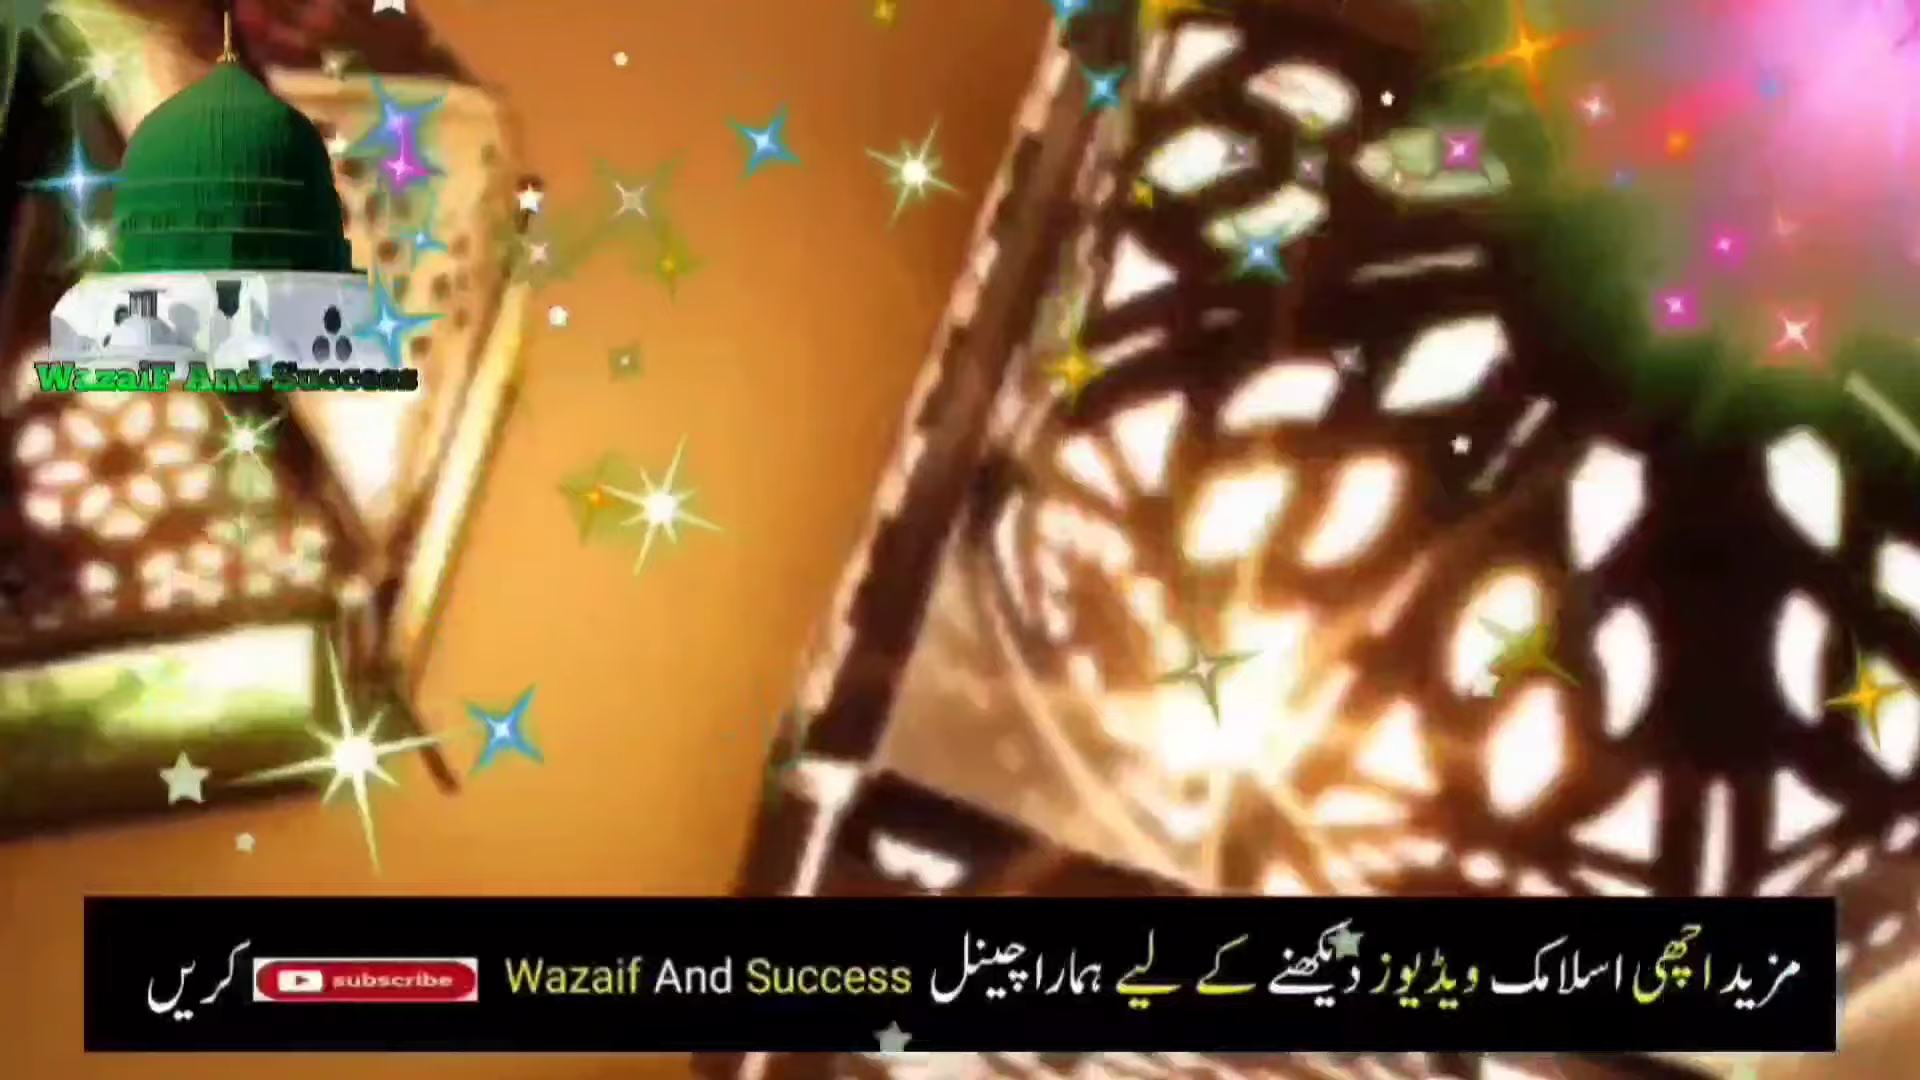 WazaiF And Success
مزید اچھی اسلامک ویڈیوز دیکھنے کے لیے ہمارا چینل Wazaif And Success subscribe کریں